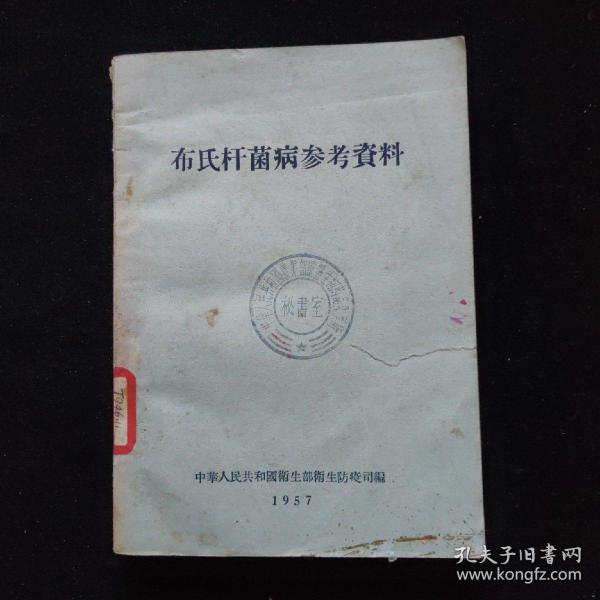 布氏杆菌病参考資料
秘書室
中華人民共和國衛生部衛生防疫司編
1957
孔夫子旧书网
www.kongfz.com